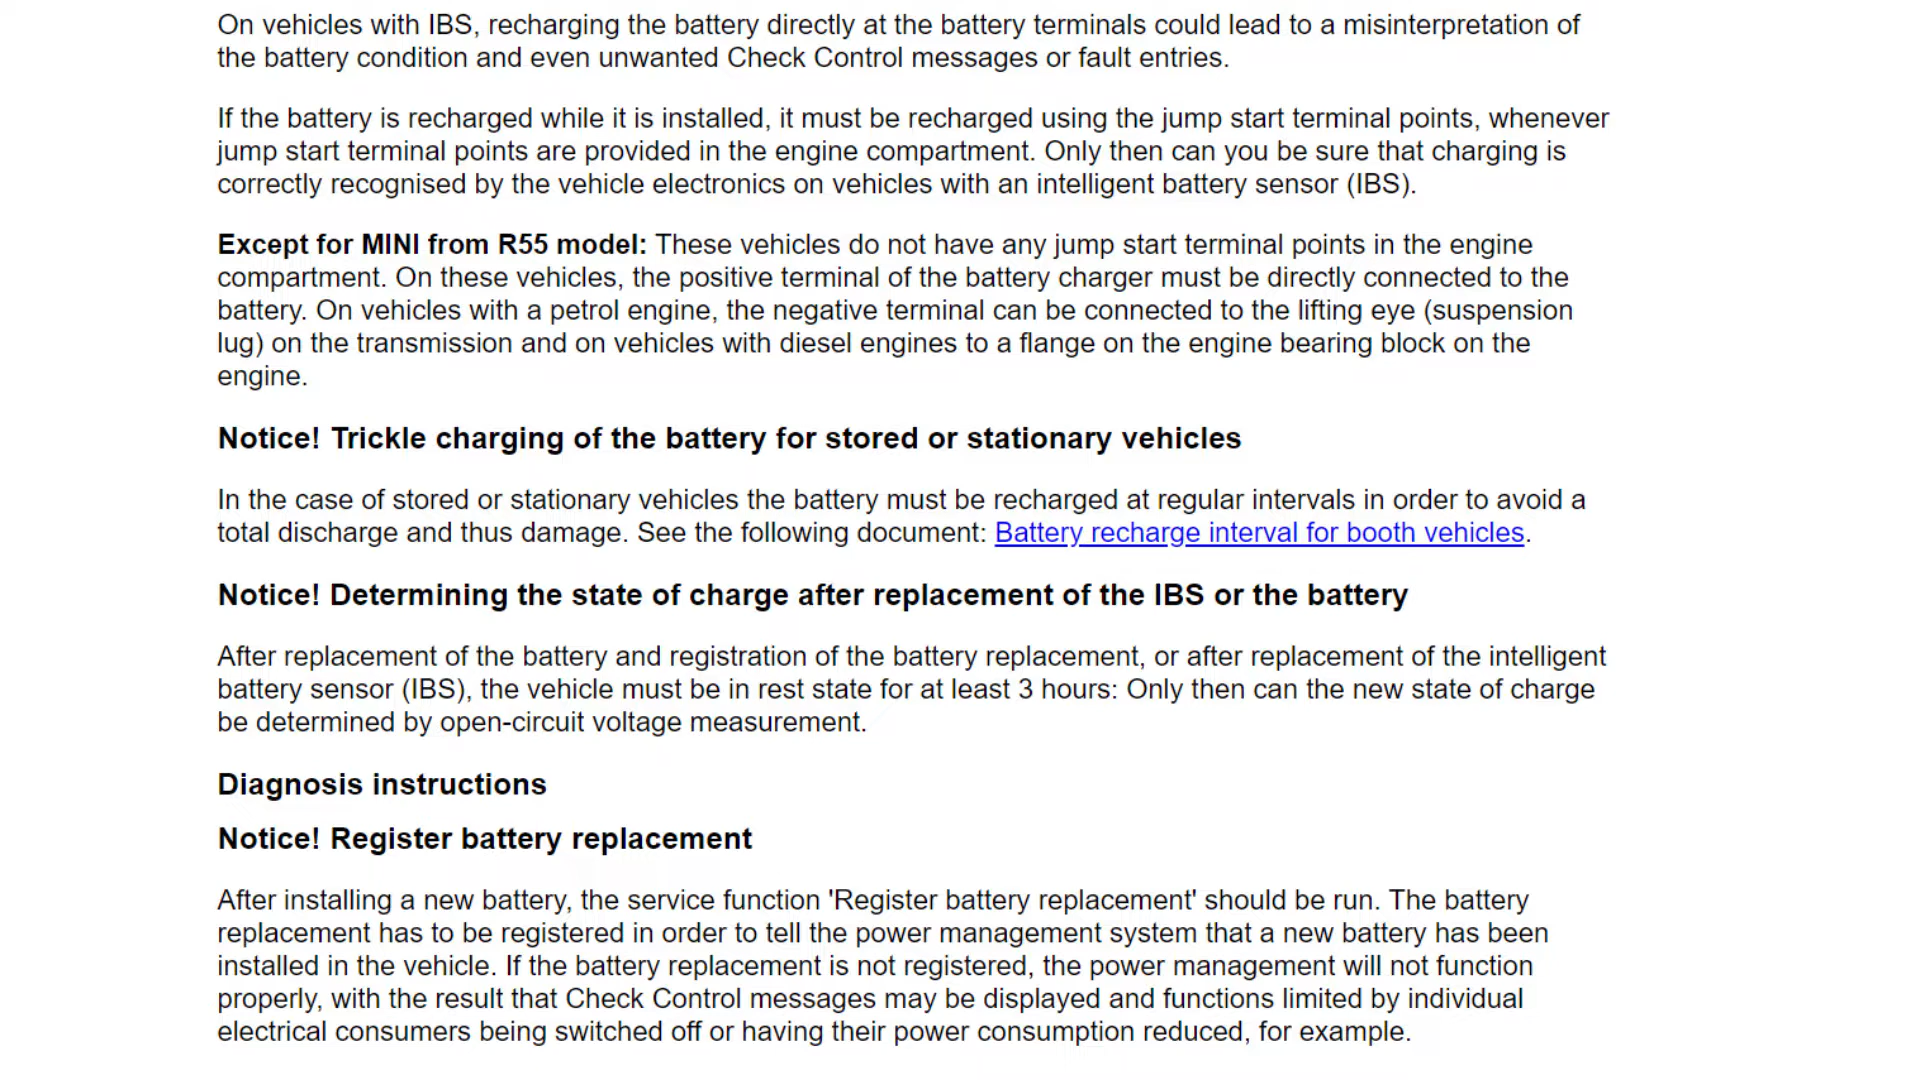 On vehicles with IBS, recharging the battery directly at the battery terminals could lead to a misinterpretation of
the battery condition and even unwanted Check Control messages or fault entries.
If the battery is recharged while it is installed, it must be recharged using the jump start terminal points, whenever
jump start terminal points are provided in the engine compartment. Only then can you be sure that charging is
correctly recognised by the vehicle electronics on vehicles with an intelligent battery sensor (IBS).
Except for MINI from R55 model: These vehicles do not have any jump start terminal points in the engine
compartment. On these vehicles, the positive terminal of the battery charger must be directly connected to the
battery. On vehicles with a petrol engine, the negative terminal can be connected to the lifting eye (suspension
lug) on the transmission and on vehicles with diesel engines to a flange on the engine bearing block on the
engine.
Notice! Trickle charging of the battery for stored or stationary vehicles
In the case of stored or stationary vehicles the battery must be recharged at regular intervals in order to avoid a
total discharge and thus damage. See the following document: Battery recharge interval for booth vehicles.
Notice! Determining the state of charge after replacement of the IBS or the battery
After replacement of the battery and registration of the battery replacement, or after replacement of the intelligent
battery sensor (IBS), the vehicle must be in rest state for at least 3 hours: Only then can the new state of charge
be determined by open-circuit voltage measurement.
Diagnosis instructions
Notice! Register battery replacement
After installing a new battery, the service function 'Register battery replacement' should be run. The battery
replacement has to be registered in order to tell the power management system that a new battery has been
installed in the vehicle. If the battery replacement is not registered, the power management will not function
properly, with the result that Check Control messages may be displayed and functions limited by individual
electrical consumers being switched off or having their power consumption reduced, for example.